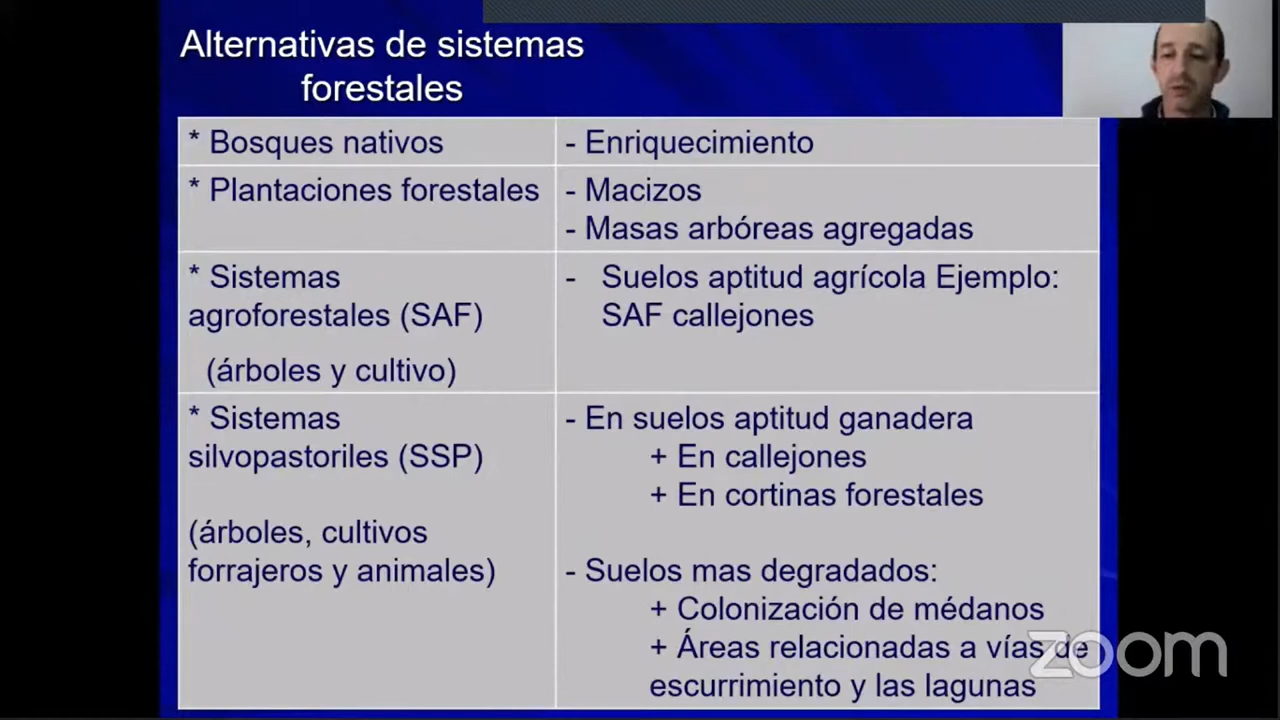 Alternativas de sistemas
forestales
* Bosques nativos
- Enriquecimiento
* Plantaciones forestales
- Macizos
- Masas arbóreas agregadas
* Sistemas
agroforestales (SAF)
(árboles y cultivo)
- Suelos aptitud agrícola Ejemplo:
SAF callejones
* Sistemas
silvopastoriles (SSP)
(árboles, cultivos
forrajeros y animales)
- En suelos aptitud ganadera
+ En callejones
+ En cortinas forestales
- Suelos mas degradados:
+ Colonización de médanos
+ Áreas relacionadas a vías de
escurrimiento y las lagunas
zoom